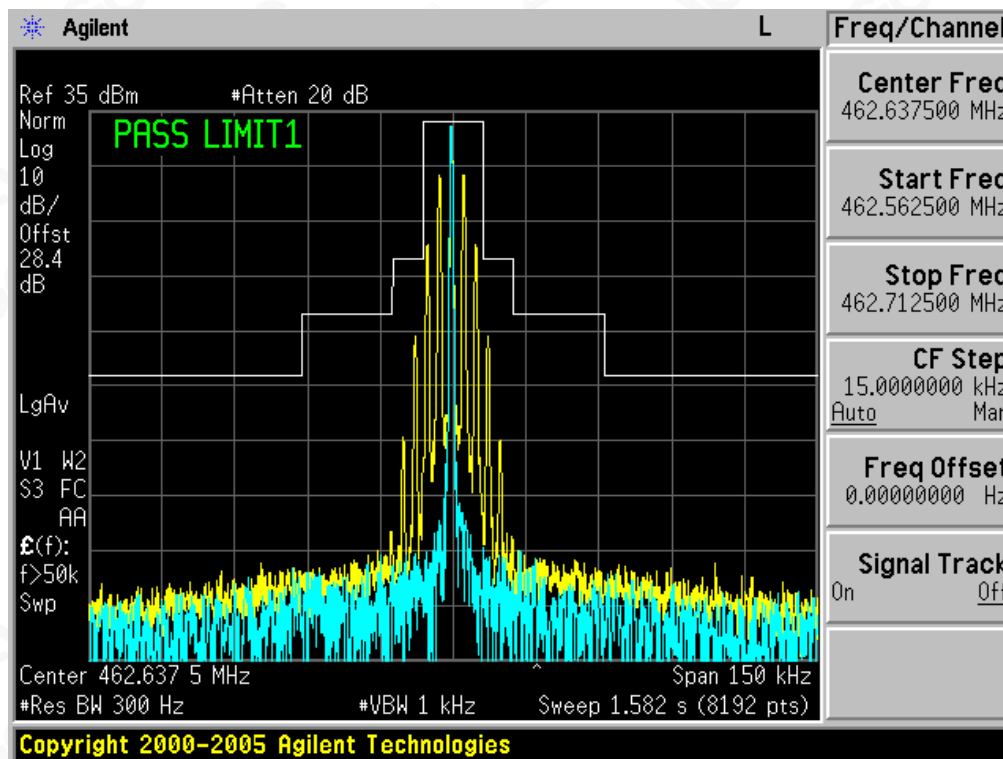 Agilent
L
Freq/Channel
Ref 35 dBm
#Atten 20 dB
Norm
Log
10
dB/
Offst
28.4
dB
PASS LIMIT1
LgAv
V1 W2
S3 FC
AA
£(f):
f>50k
Swp
Center 462.637 5 MHz
Span 150 kHz
#Res BW 300 Hz
#VBW 1 kHz
Sweep 1.582 s (8192 pts)
Copyright 2000-2005 Agilent Technologies
Center Freq
462.637500 MHz
Start Freq
462.562500 MHz
Stop Freq
462.712500 MHz
CF Step
15.0000000 kHz
Auto Man
Freq Offset
0.00000000 Hz
Signal Track
On Off